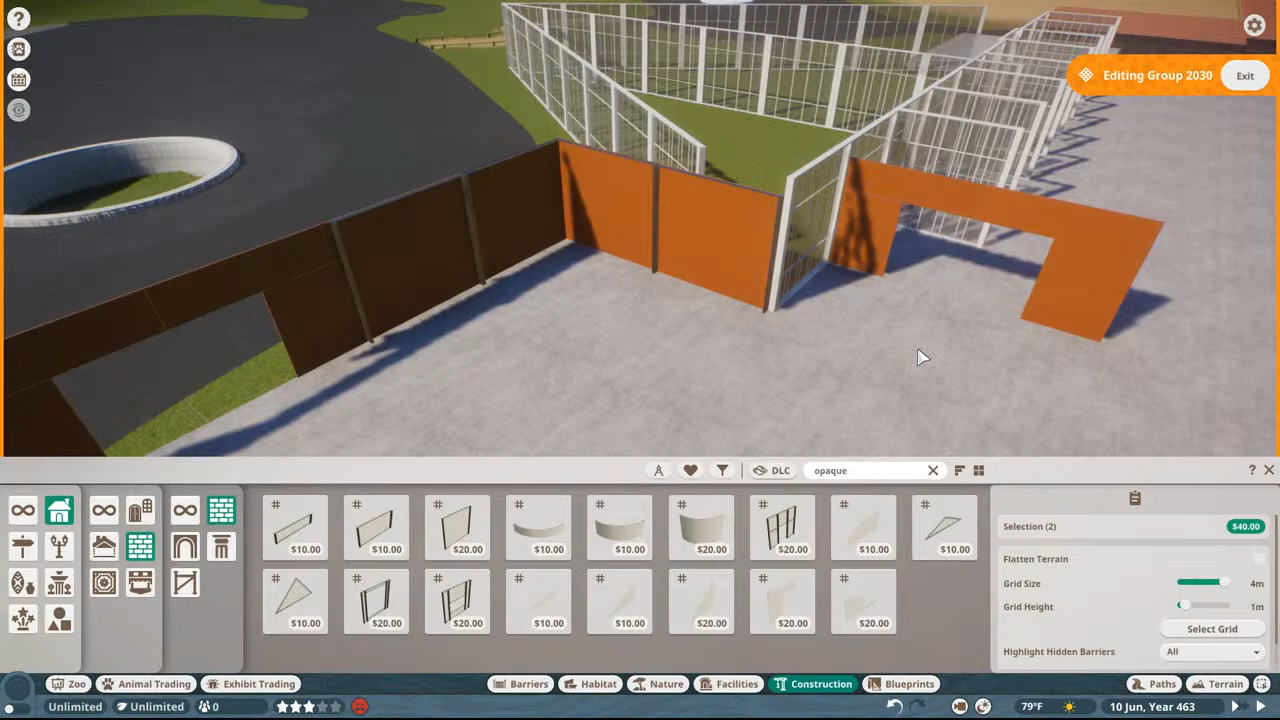 ?
Editing Group 2030 Exit
DLC opaque
? 
$10.00 $10.00 $20.00 $10.00 $10.00 $20.00 $20.00 $10.00 $10.00
$10.00 $20.00 $20.00 $10.00 $10.00 $20.00 $20.00 $20.00
Selection (2) $40.00
Flatten Terrain
Grid Size 4m
Grid Height 1m
Select Grid
Highlight Hidden Barriers All
Zoo Animal Trading Exhibit Trading Barriers Habitat Nature Facilities Construction Blueprints Paths Terrain
Unlimited Unlimited 0 79°F 10 Jun, Year 463